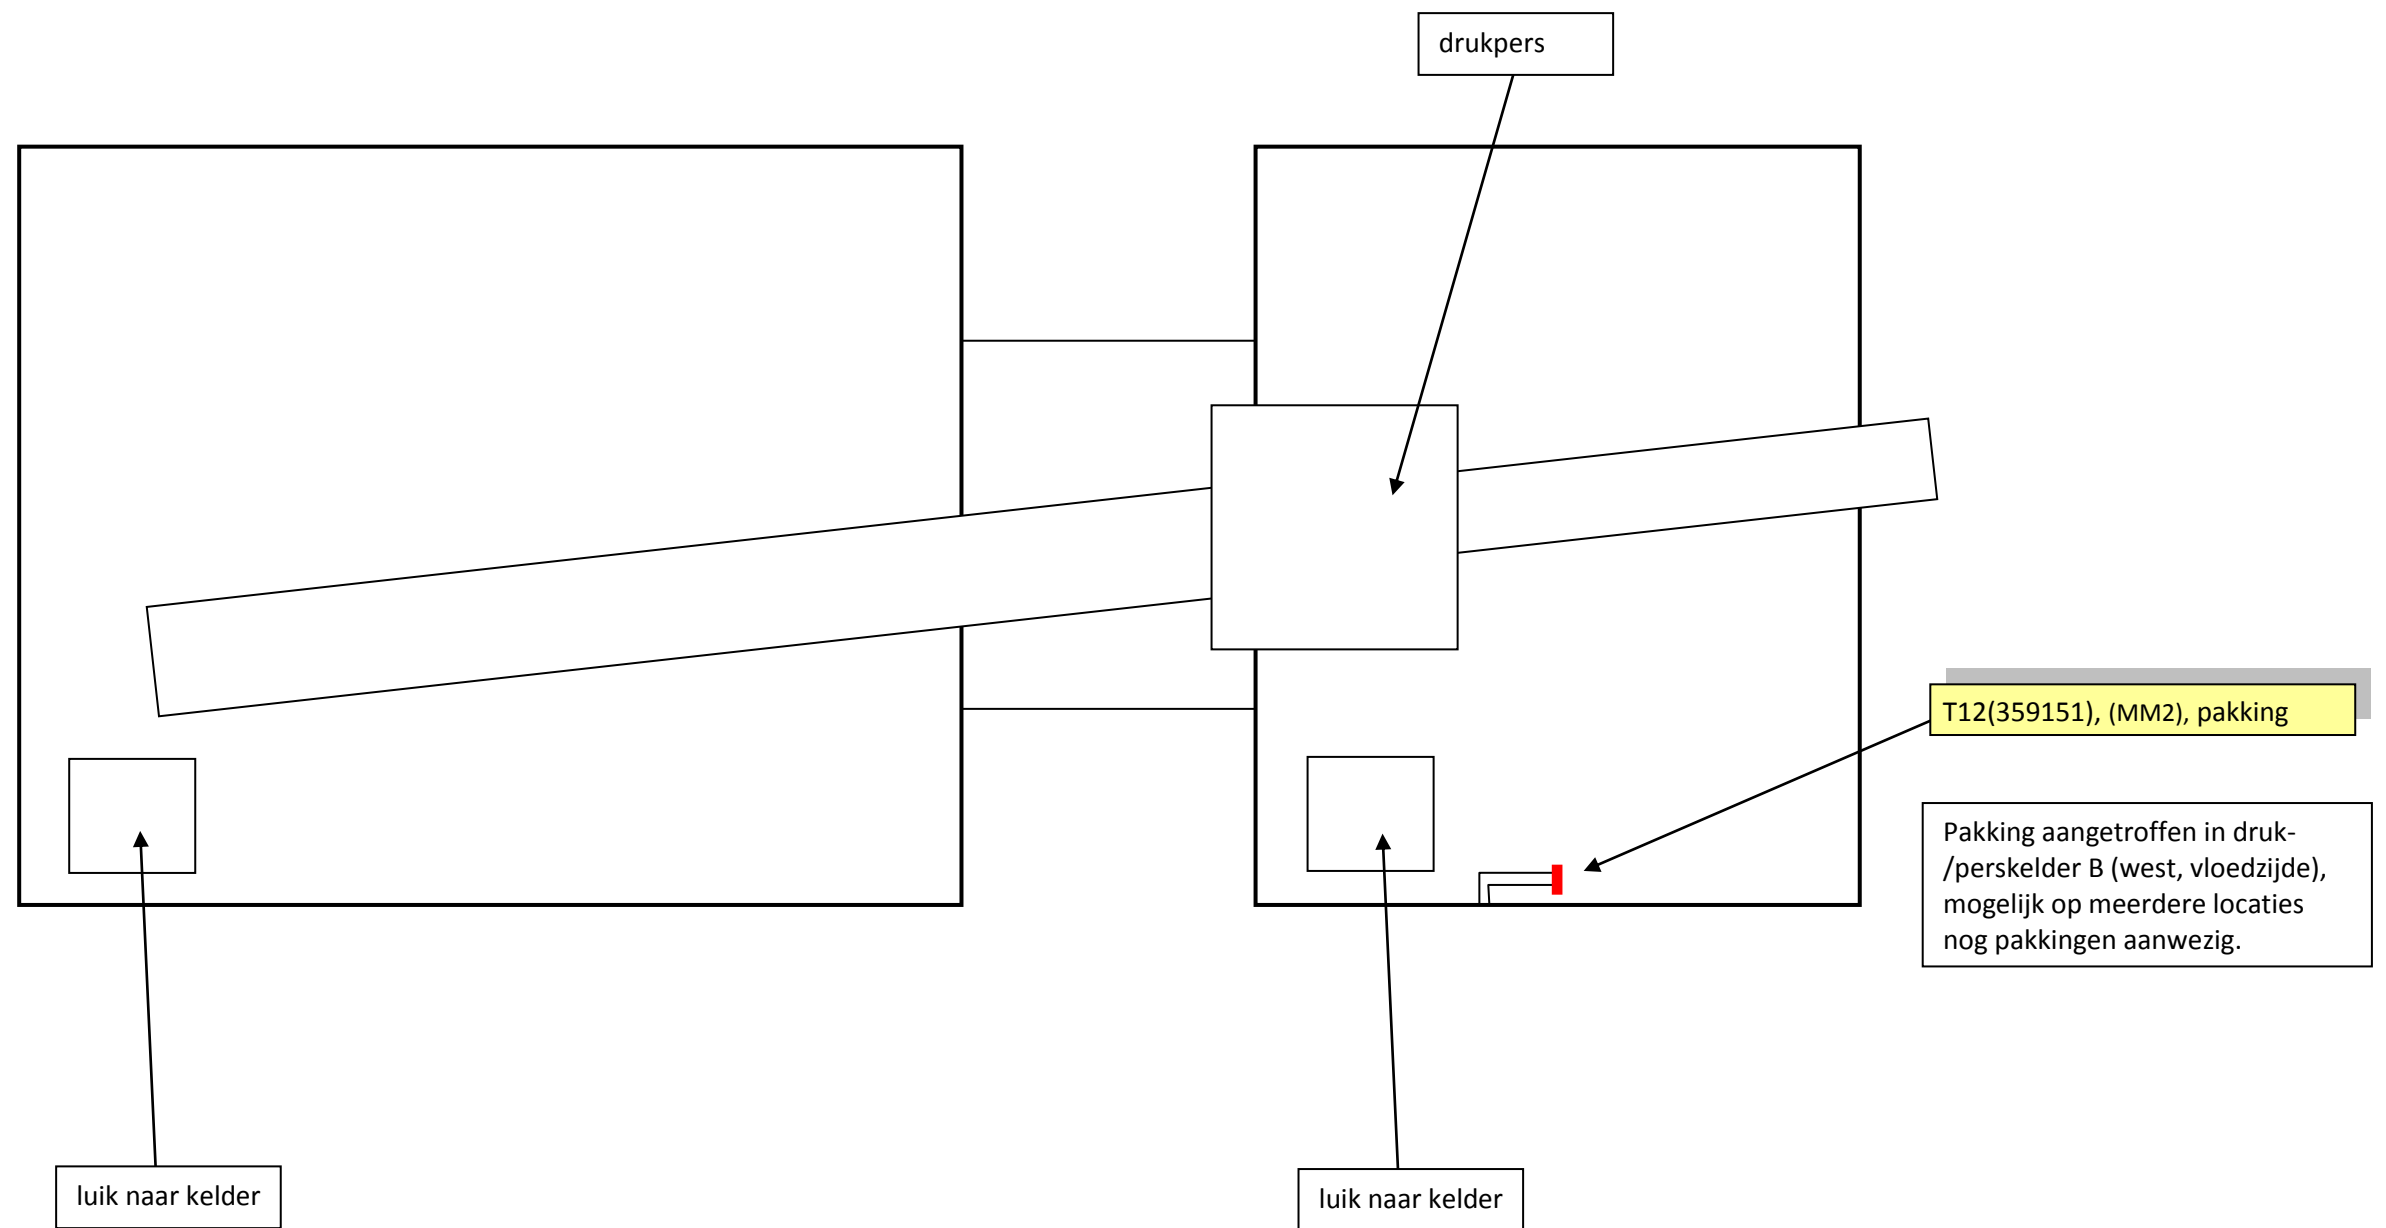 drukpers
T12(359151), (MM2), pakking
Pakking aangetroffen in druk-
/perskelder B (west, vloedzijde),
mogelijk op meerdere locaties
nog pakkingen aanwezig.
luik naar kelder
luik naar kelder